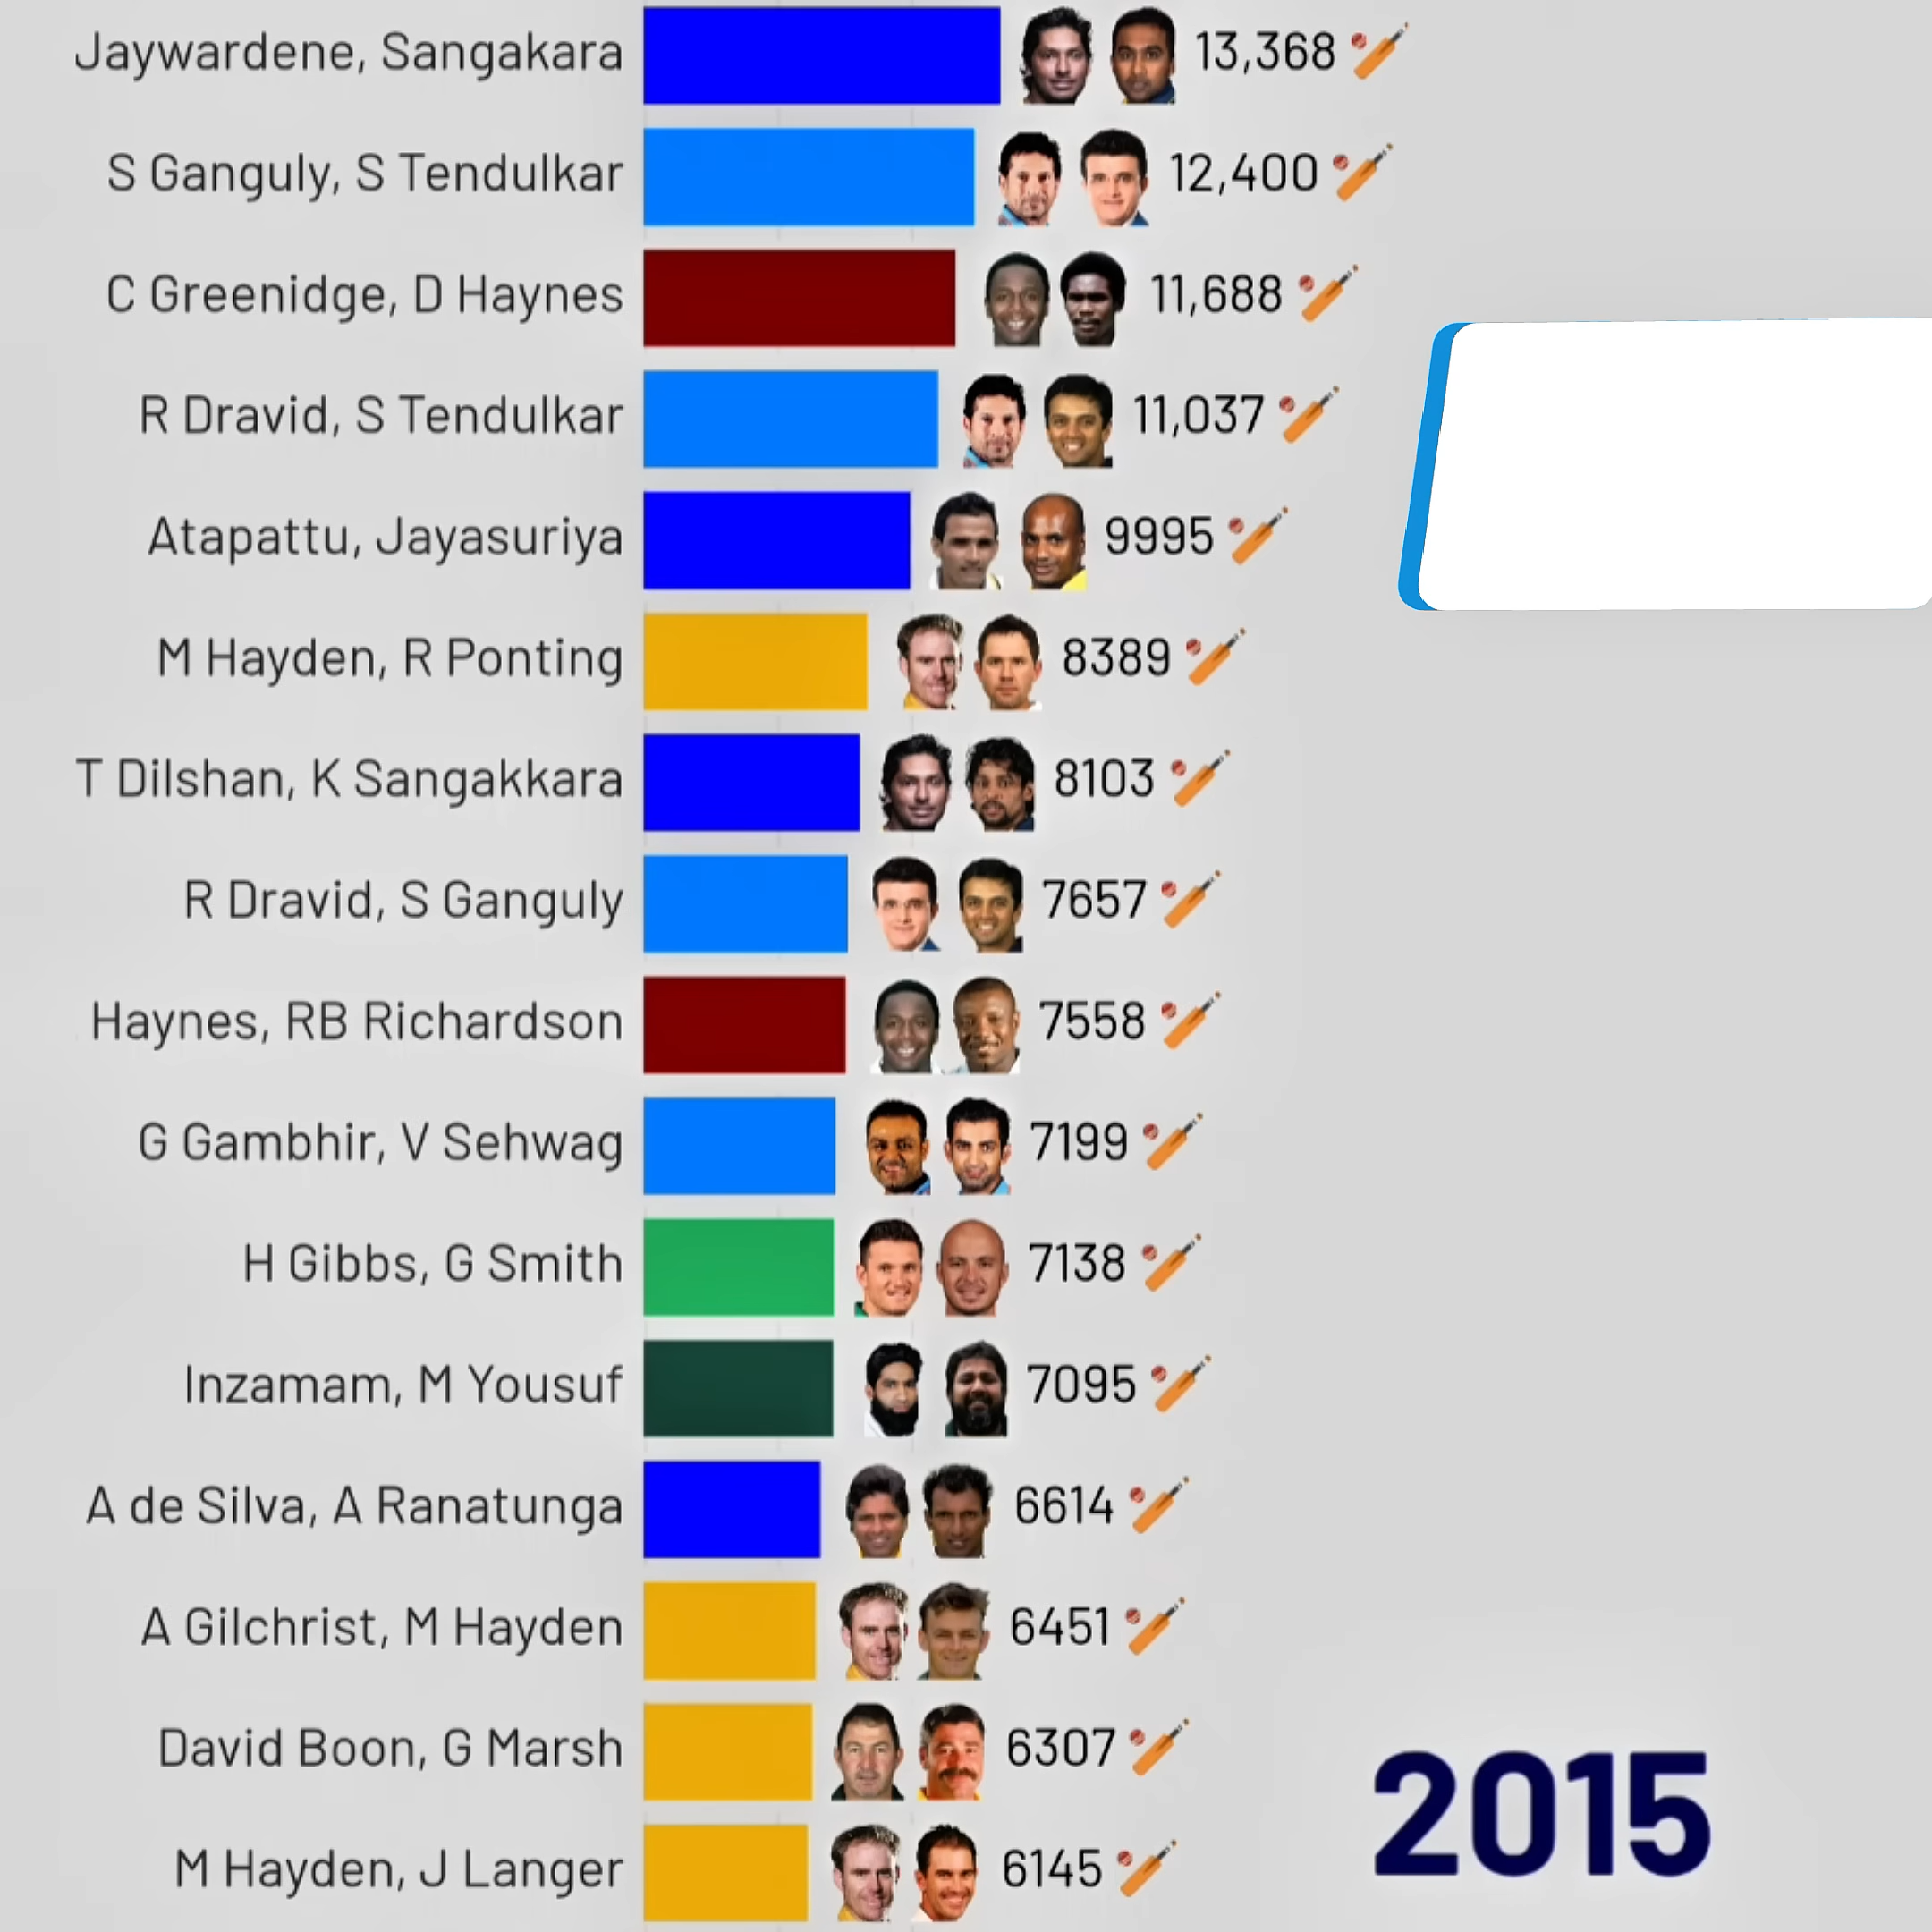 Jaywardene, Sangakara 13,368
S Ganguly, S Tendulkar 12,400
C Greenidge, D Haynes 11,688
R Dravid, S Tendulkar 11,037
Atapattu, Jayasuriya 9995
M Hayden, R Ponting 8389
T Dilshan, K Sangakkara 8103
R Dravid, S Ganguly 7657
Haynes, RB Richardson 7558
G Gambhir, V Sehwag 7199
H Gibbs, G Smith 7138
Inzamam, M Yousuf 7095
A de Silva, A Ranatunga 6614
A Gilchrist, M Hayden 6451
David Boon, G Marsh 6307
M Hayden, J Langer 6145
2015